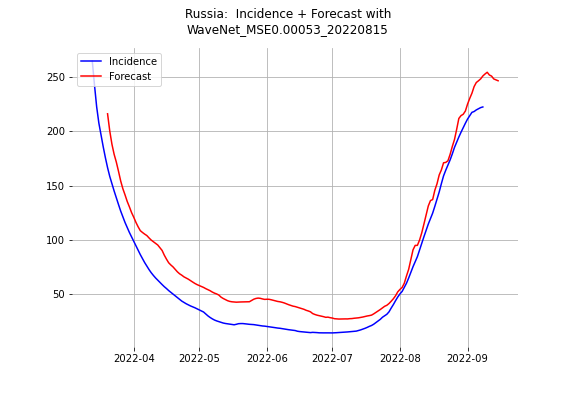 Russia:  Incidence + Forecast with
WaveNet_MSE0.00053_20220815
Incidence
Forecast
250
200
150
100
50
2022-04
2022-05
2022-06
2022-07
2022-08
2022-09